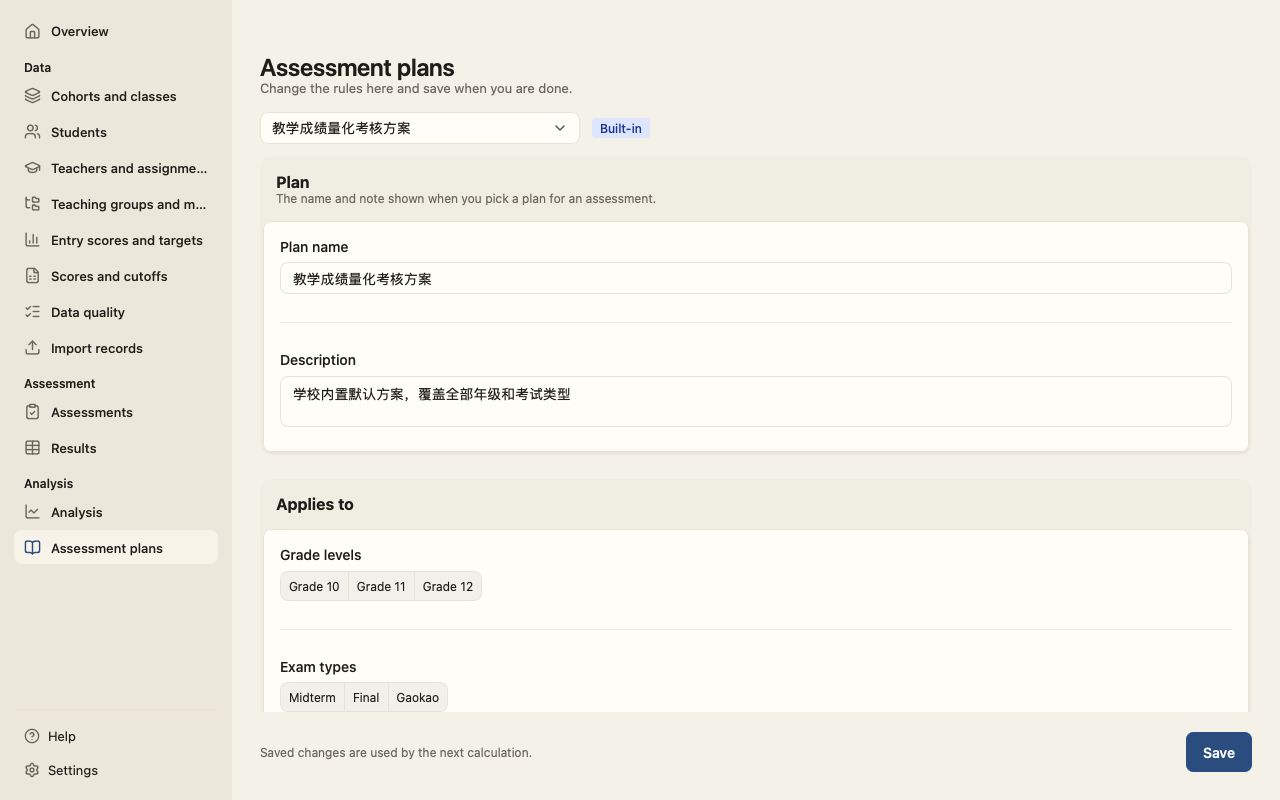 Overview
Data
Cohorts and classes
Students
Teachers and assignme...
Teaching groups and m...
Entry scores and targets
Scores and cutoffs
Data quality
Import records
Assessment
Assessments
Results
Analysis
Analysis
Assessment plans
Help
Settings
Assessment plans
Change the rules here and save when you are done.
教学成绩量化考核方案
Built-in
Plan
The name and note shown when you pick a plan for an assessment.
Plan name
教学成绩量化考核方案
Description
学校内置默认方案，覆盖全部年级和考试类型
Applies to
Grade levels
Grade 10 Grade 11 Grade 12
Exam types
Midterm Final Gaokao
Saved changes are used by the next calculation.
Save